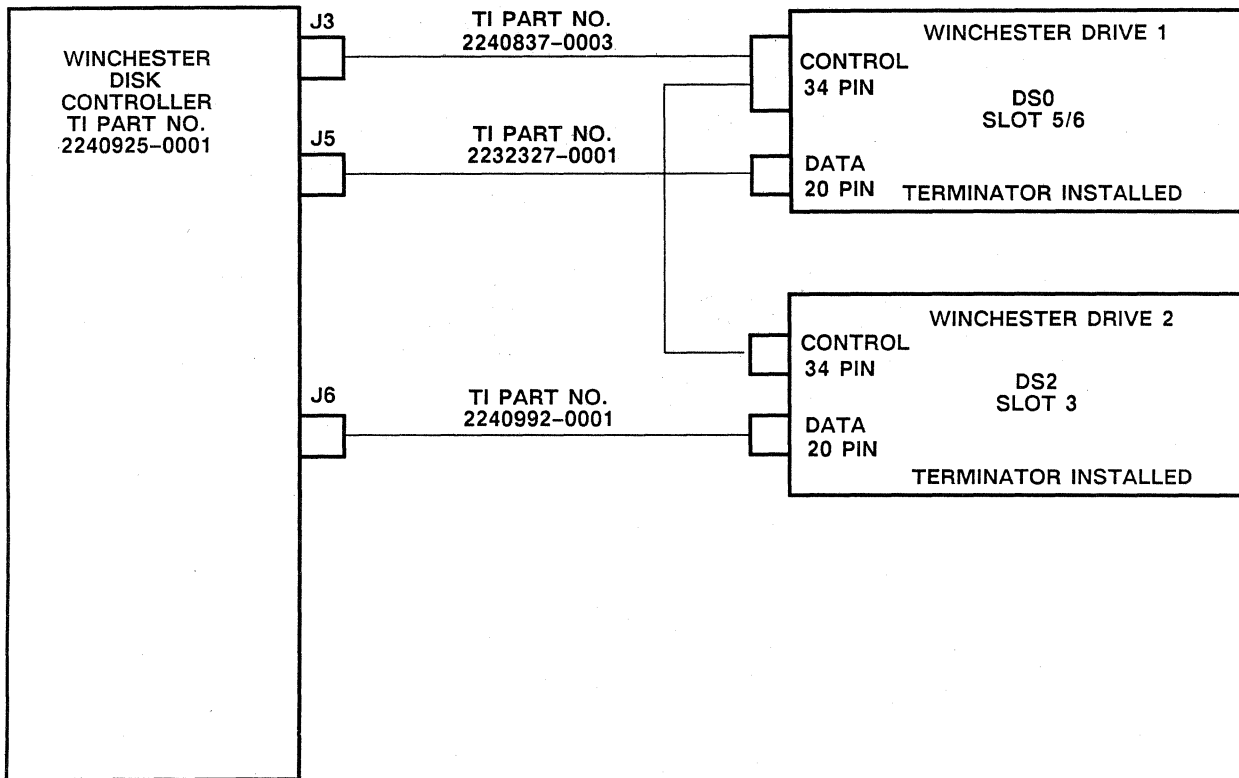 WINCHESTER
DISK
CONTROLLER
TI PART NO.
2240925-0001
J3
TI PART NO.
2240837-0003
WINCHESTER DRIVE 1
CONTROL
34 PIN
DS0
SLOT 5/6
J5
TI PART NO.
2232327-0001
DATA
20 PIN
TERMINATOR INSTALLED
WINCHESTER DRIVE 2
CONTROL
34 PIN
DS2
SLOT 3
J6
TI PART NO.
2240992-0001
DATA
20 PIN
TERMINATOR INSTALLED